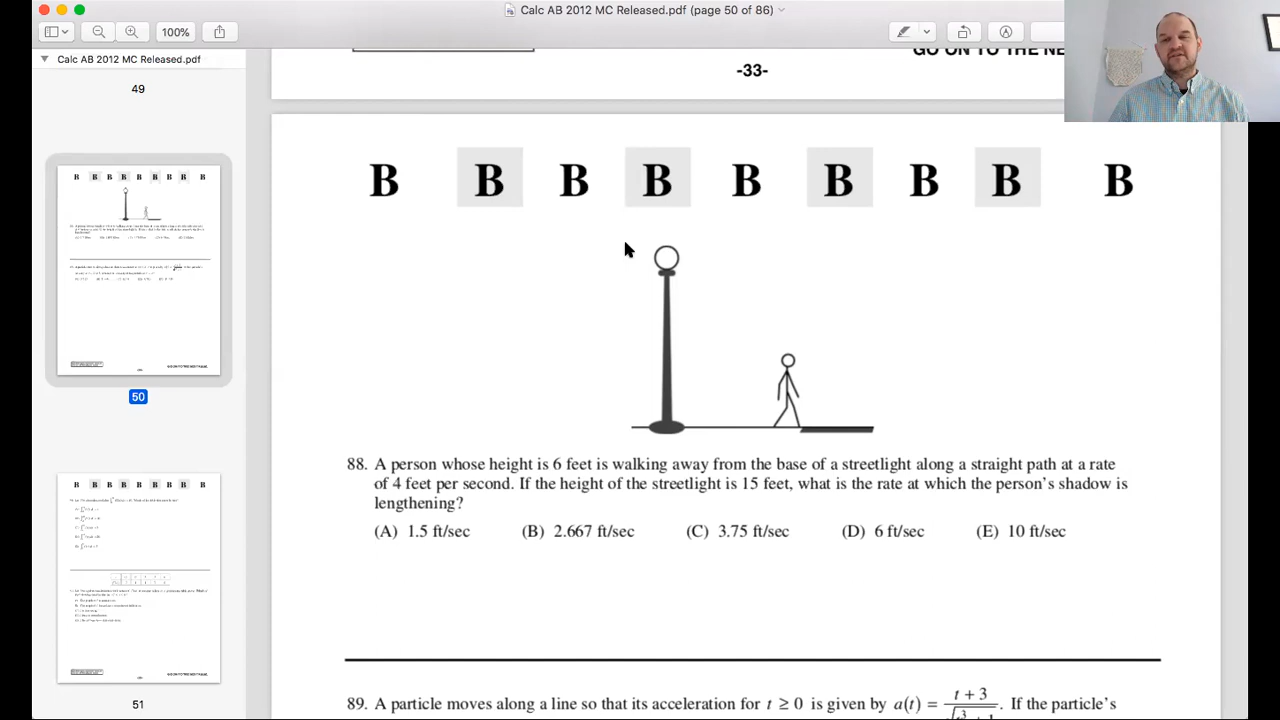 Calc AB 2012 MC Released.pdf (page 50 of 86)
100%
Calc AB 2012 MC Released.pdf
49
50
51
GO ON TO THE NE
-33-
B B B B B B B B B
88. A person whose height is 6 feet is walking away from the base of a streetlight along a straight path at a rate
of 4 feet per second. If the height of the streetlight is 15 feet, what is the rate at which the person's shadow is
lengthening?
(A) 1.5 ft/sec (B) 2.667 ft/sec (C) 3.75 ft/sec (D) 6 ft/sec (E) 10 ft/sec
89. A particle moves along a line so that its acceleration for t ≥ 0 is given by a(t) = t + 3 . If the particle's